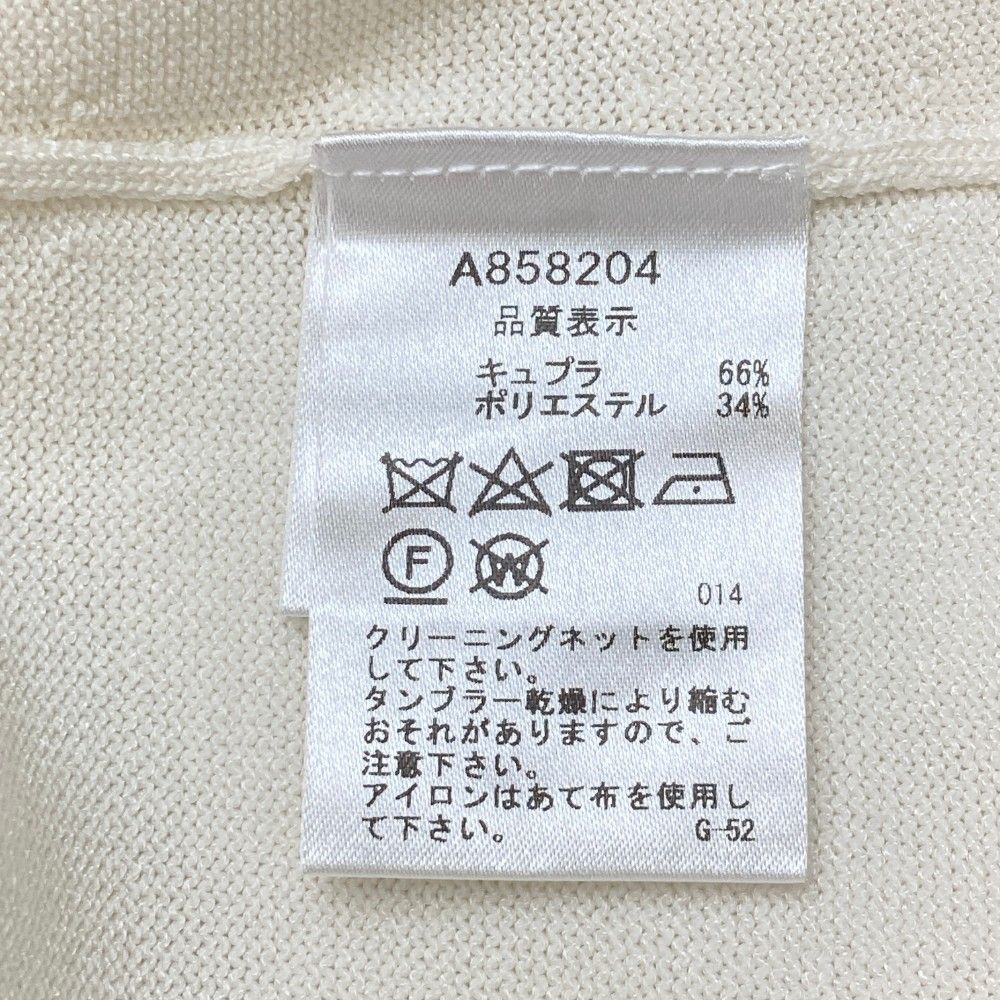 A858204
品質表示
キュプラ 66%
ポリエステル 34%
F W
014
クリーニングネットを使用
して下さい。
タンブラー乾燥により縮む
おそれがありますので、ご
注意下さい。
アイロンはあて布を使用し
て下さい。 G-52